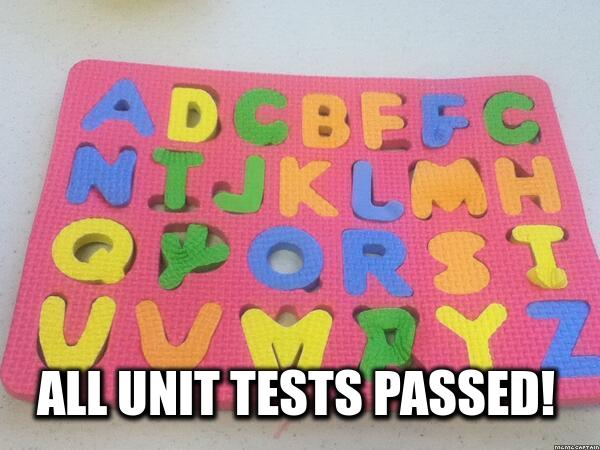 A D C B F F C
N T J K L M H
Q Y O R S I
U V W Y Z
ALL UNIT TESTS PASSED!
MEMECAPTAIN